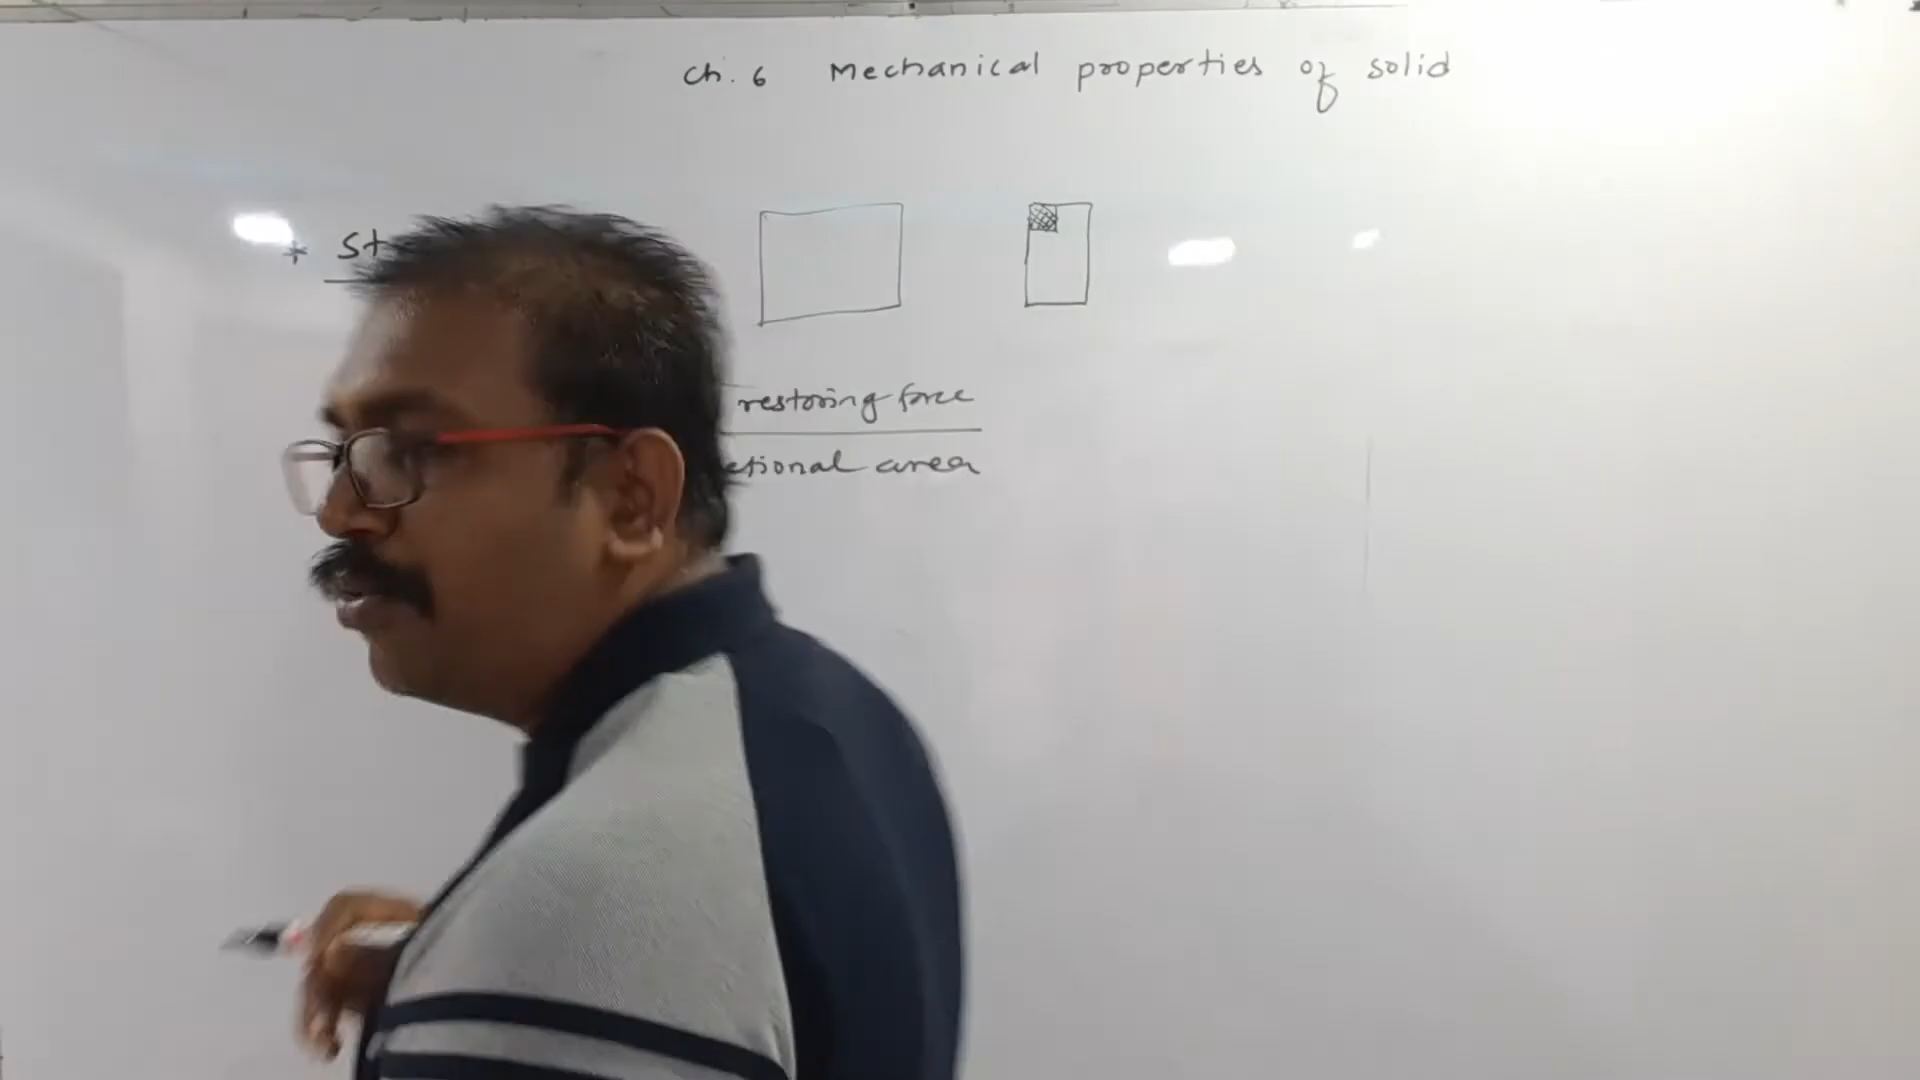 Ch. 6 Mechanical properties of solid
* St
restoring force
ctional area